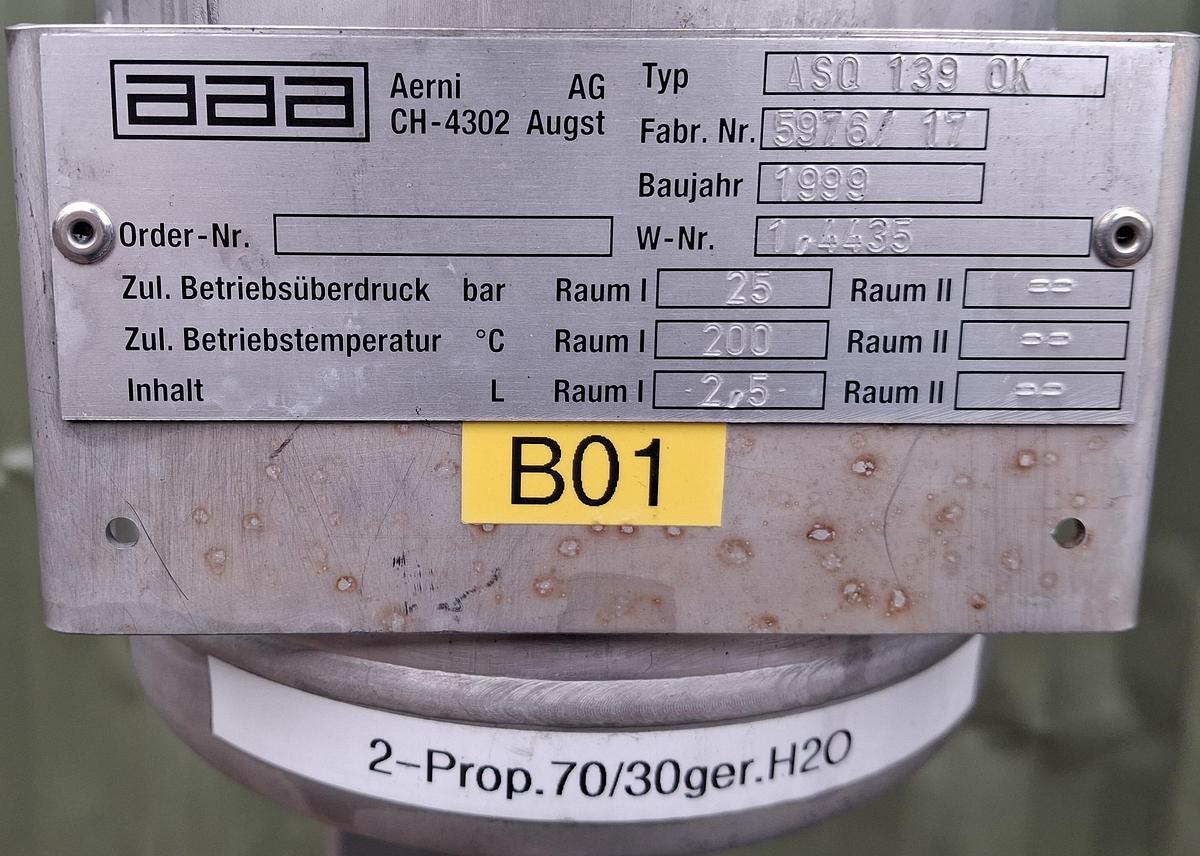 aaa Aerni AG
CH-4302 Augst
Typ ASQ 139 OK
Fabr. Nr. 5976/ 17
Baujahr 1999
Order-Nr. W-Nr. 1,4435
Zul. Betriebsüberdruck bar Raum I 25 Raum II --
Zul. Betriebstemperatur °C Raum I 200 Raum II --
Inhalt L Raum I -2,5- Raum II --
B01
2-Prop.70/30ger.H2O